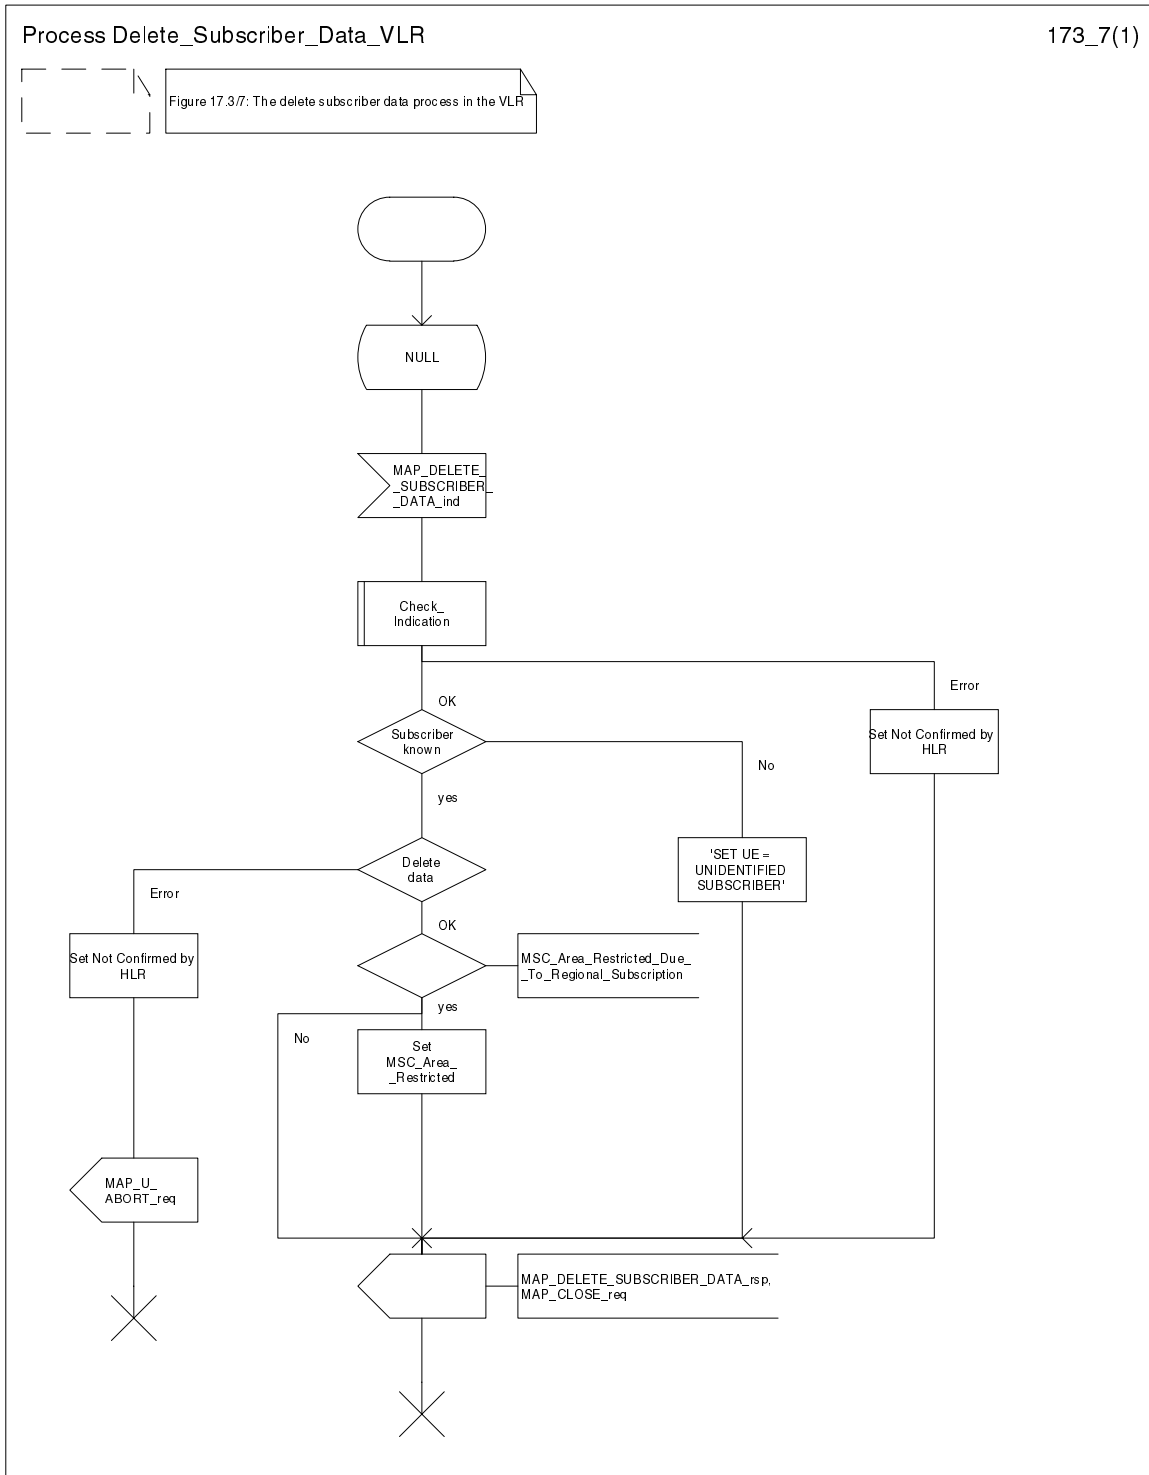 Process Delete_Subscriber_Data_VLR
173_7(1)
Figure 17.3/7: The delete subscriber data process in the VLR
NULL
MAP_DELETE_
_SUBSCRIBER_
_DATA_ind
Check_
Indication
Error
OK
Subscriber
known
Set Not Confirmed by
HLR
No
yes
'SET UE =
UNIDENTIFIED
SUBSCRIBER'
Delete
data
Error
OK
Set Not Confirmed by
HLR
MSC_Area_Restricted_Due_
_To_Regional_Subscription
yes
No
Set
MSC_Area_
_Restricted
MAP_U_
ABORT_req
MAP_DELETE_SUBSCRIBER_DATA_rsp,
MAP_CLOSE_req